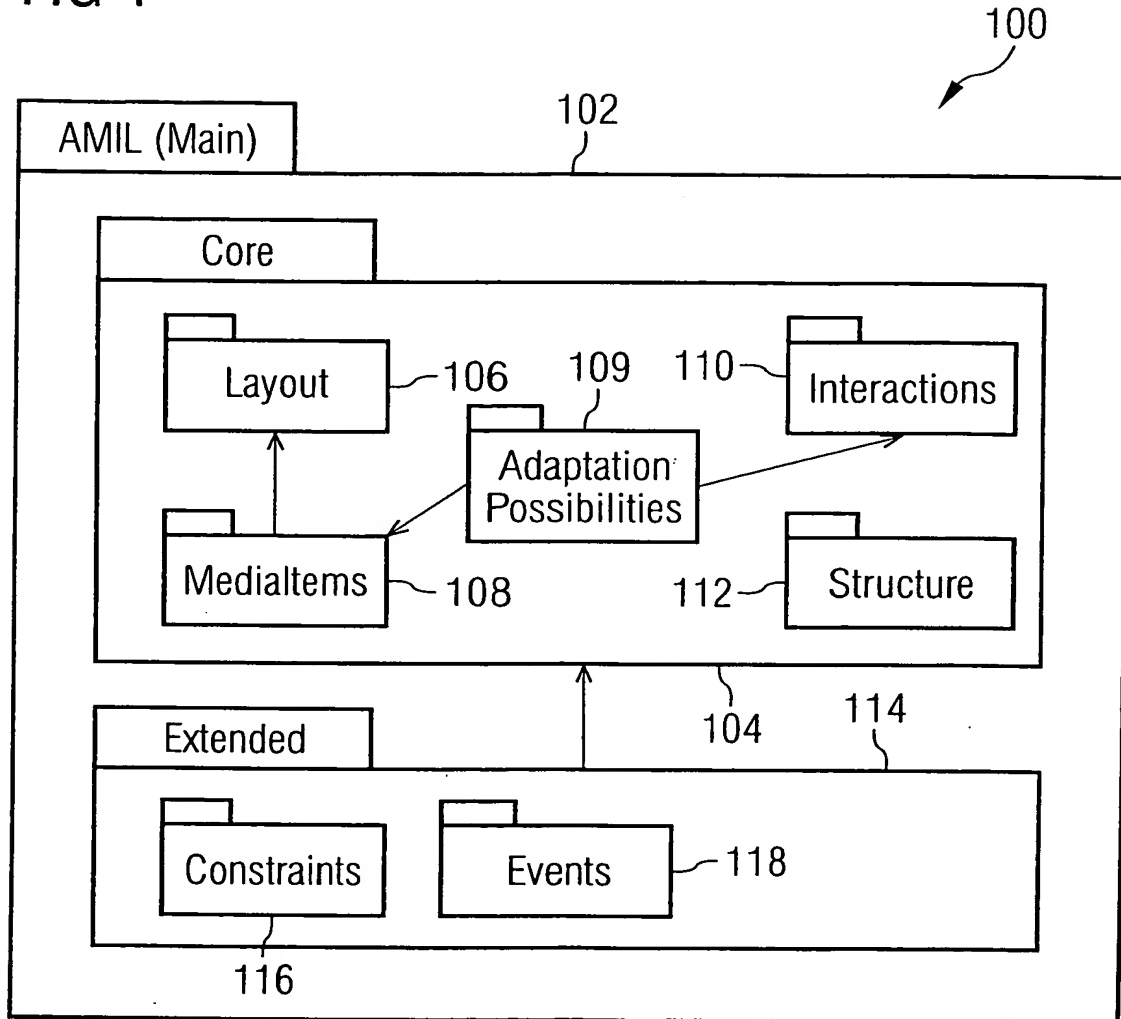 100
AMIL (Main)
102
Core
Layout
106
109
110
Interactions
Adaptation
Possibilities
MediaItems
108
112
Structure
104
114
Extended
Constraints
Events
118
116